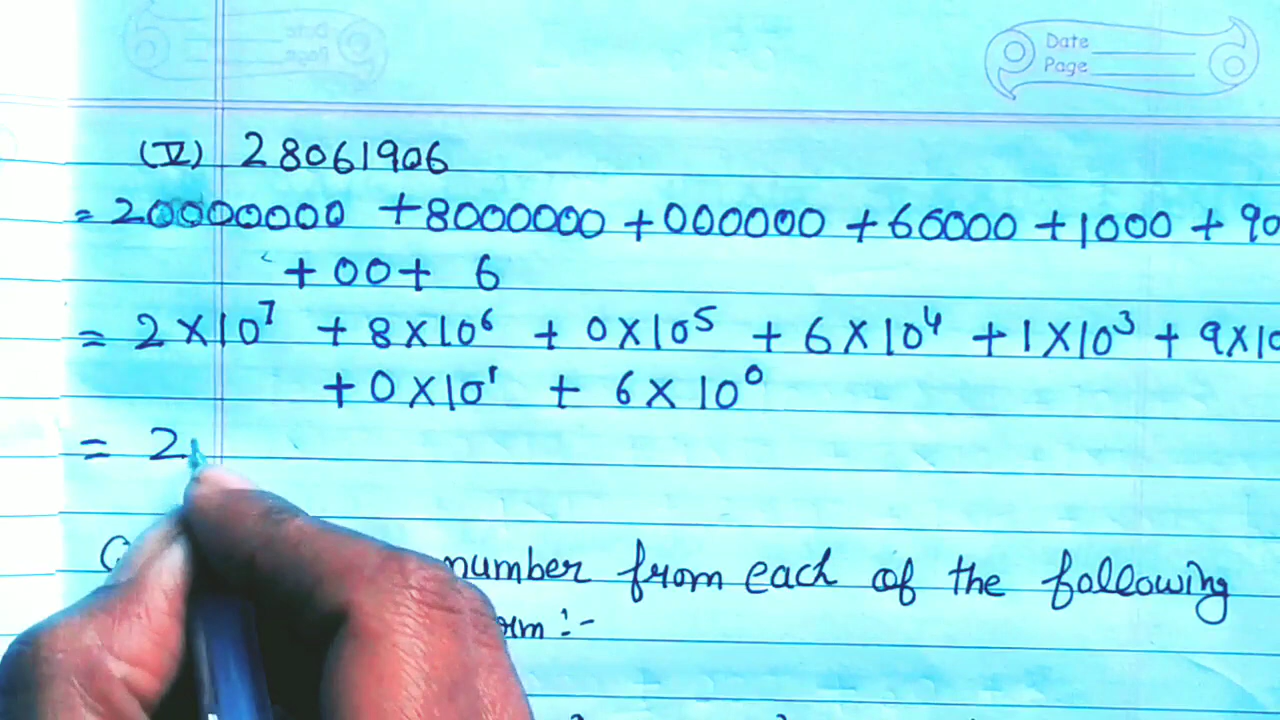 Date
Page
(V) 28061906
= 20000000 + 8000000 + 000000 + 60000 + 1000 + 90
+ 00 + 6
= 2 × 10⁷ + 8 × 10⁶ + 0 × 10⁵ + 6 × 10⁴ + 1 × 10³ + 9 × 10
+ 0 × 10¹ + 6 × 10⁰
= 2
number from each of the following
:-